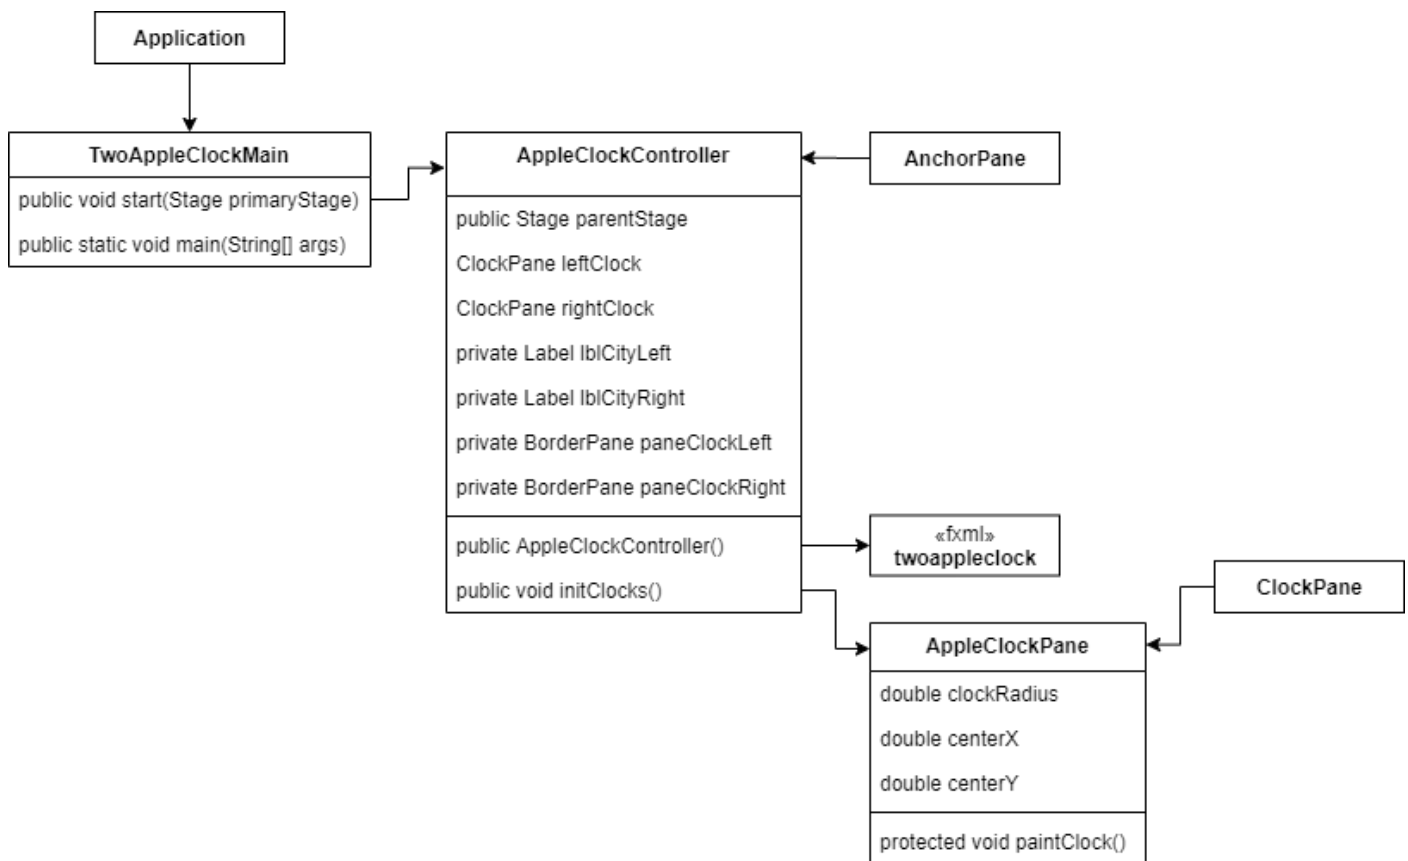 Application
TwoAppleClockMain
public void start(Stage primaryStage)
public static void main(String[] args)
AppleClockController
public Stage parentStage
ClockPane leftClock
ClockPane rightClock
private Label lblCityLeft
private Label lblCityRight
private BorderPane paneClockLeft
private BorderPane paneClockRight
public AppleClockController()
public void initClocks()
AnchorPane
«fxml»
twoappleclock
ClockPane
AppleClockPane
double clockRadius
double centerX
double centerY
protected void paintClock()